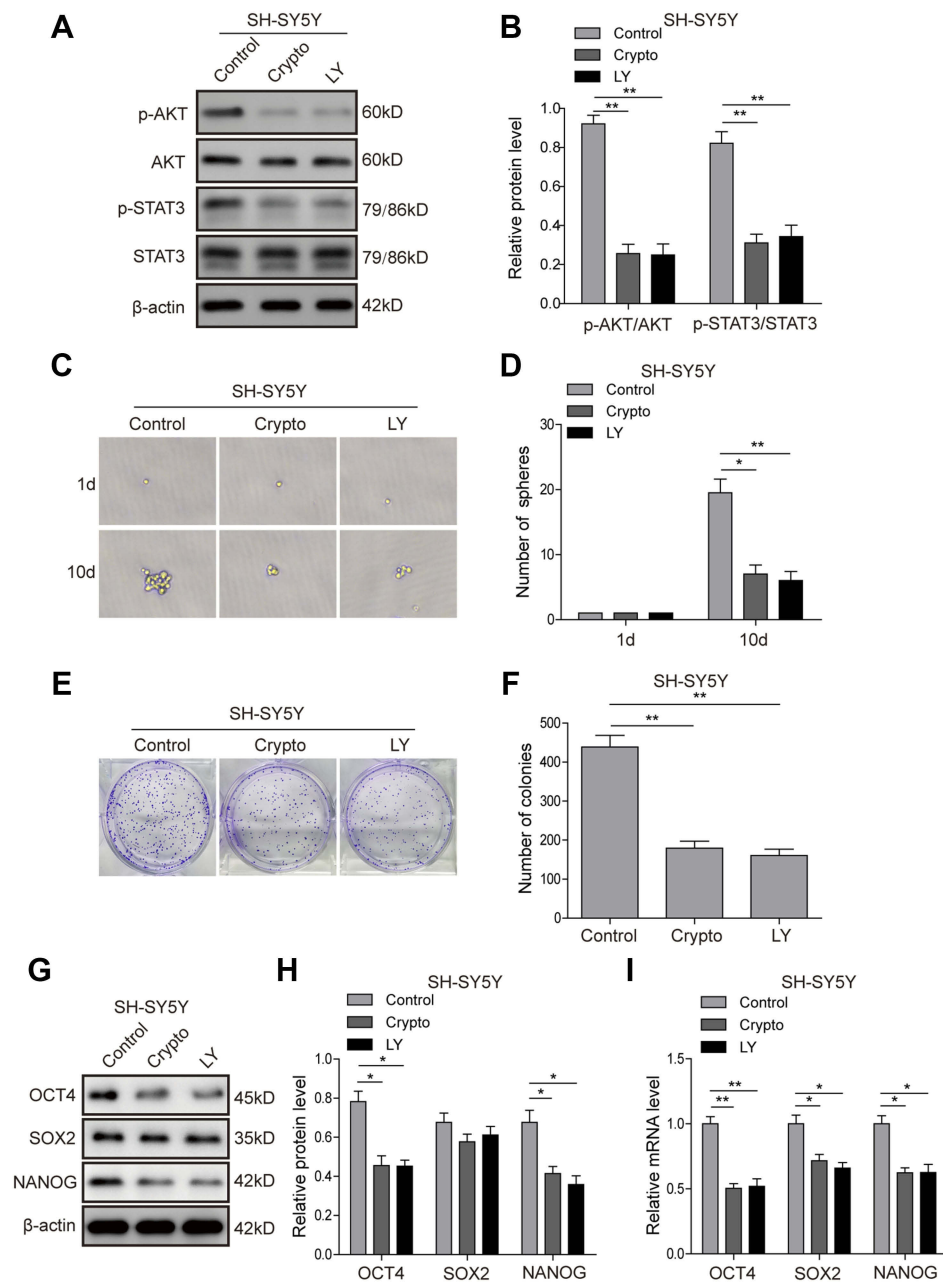 A
SH-SY5Y
Control
Crypto
LY
p-AKT
60kD
AKT
60kD
p-STAT3
79/86kD
STAT3
79/86kD
β-actin
42kD
B
SH-SY5Y
Control
Crypto
LY
Relative protein level
1.0
0.8
0.6
0.4
0.2
0.0
**
**
**
**
p-AKT/AKT
p-STAT3/STAT3
C
SH-SY5Y
Control
Crypto
LY
1d
10d
D
SH-SY5Y
Control
Crypto
LY
Number of spheres
30
20
10
0
**
*
1d
10d
E
SH-SY5Y
Control
Crypto
LY
F
SH-SY5Y
**
**
Number of colonies
500
400
300
200
100
0
Control
Crypto
LY
G
SH-SY5Y
Control
Crypto
LY
OCT4
45kD
SOX2
35kD
NANOG
42kD
β-actin
42kD
H
SH-SY5Y
Control
Crypto
LY
Relative protein level
1.0
0.8
0.6
0.4
0.2
0.0
*
*
*
*
OCT4
SOX2
NANOG
I
SH-SY5Y
Control
Crypto
LY
Relative mRNA level
1.5
1.0
0.5
0.0
**
**
*
*
*
*
OCT4
SOX2
NANOG